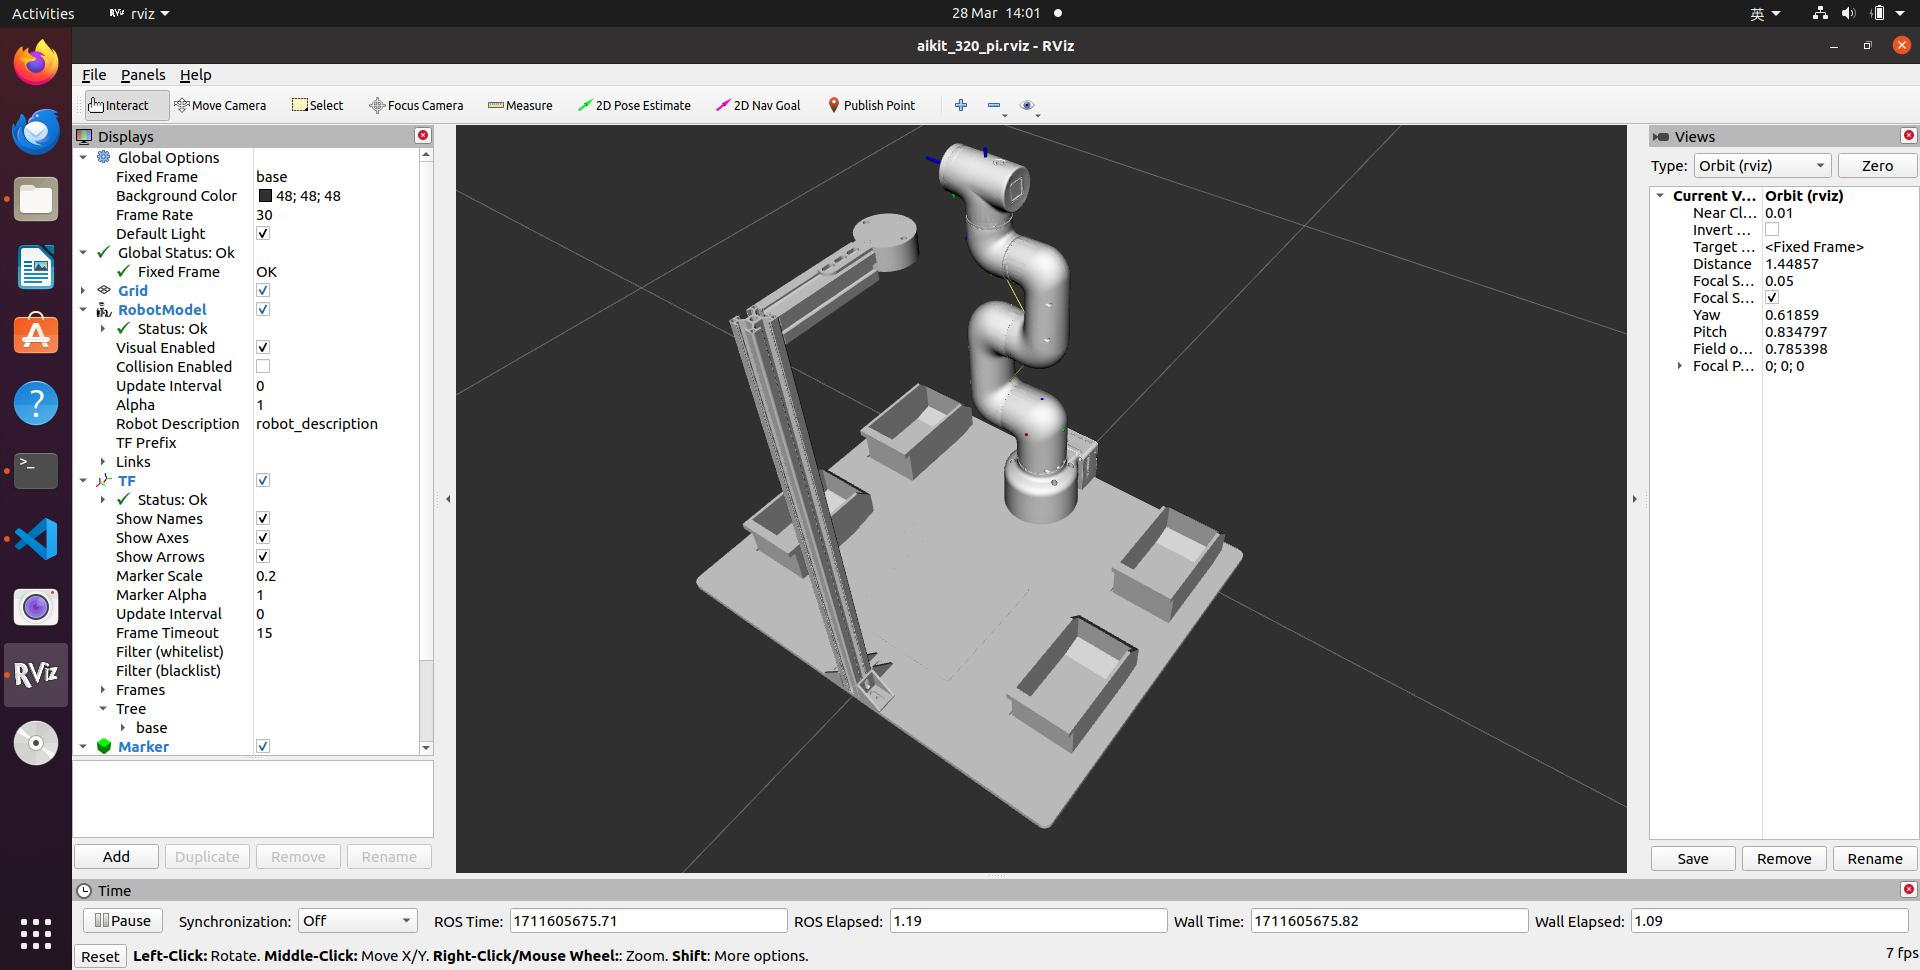 Activities rviz 28 Mar 14:01 英
aikit_320_pi.rviz - RViz
File Panels Help
Interact Move Camera Select Focus Camera Measure 2D Pose Estimate 2D Nav Goal Publish Point
Displays
Global Options
Fixed Frame base
Background Color 48; 48; 48
Frame Rate 30
Default Light
Global Status: Ok
Fixed Frame OK
Grid
RobotModel
Status: Ok
Visual Enabled
Collision Enabled
Update Interval 0
Alpha 1
Robot Description robot_description
TF Prefix
Links
TF
Status: Ok
Show Names
Show Axes
Show Arrows
Marker Scale 0.2
Marker Alpha 1
Update Interval 0
Frame Timeout 15
Filter (whitelist)
Filter (blacklist)
Frames
Tree
base
Marker
Add Duplicate Remove Rename
Views
Type: Orbit (rviz) Zero
Current V... Orbit (rviz)
Near Cl... 0.01
Invert ...
Target ... <Fixed Frame>
Distance 1.44857
Focal S... 0.05
Focal S...
Yaw 0.61859
Pitch 0.834797
Field o... 0.785398
Focal P... 0; 0; 0
Save Remove Rename
RViz
Time
Pause Synchronization: Off ROS Time: 1711605675.71 ROS Elapsed: 1.19 Wall Time: 1711605675.82 Wall Elapsed: 1.09
Reset Left-Click: Rotate. Middle-Click: Move X/Y. Right-Click/Mouse Wheel:: Zoom. Shift: More options. 7 fps